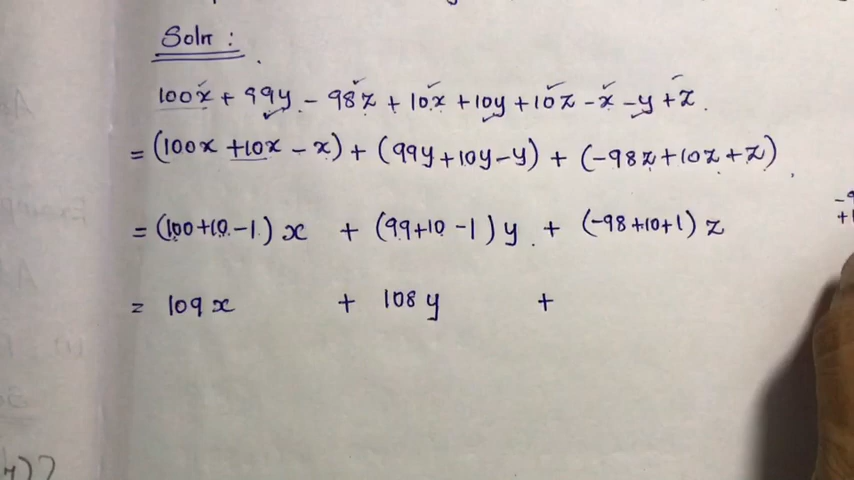 Soln :
100x + 99y - 98z + 10x + 10y + 10z - x - y + z .
= (100x + 10x - x) + (99y + 10y - y) + (-98z + 10z + z) .
= (100+10-1) x + (99+10-1) y + (-98+10+1) z
= 109x + 108y +